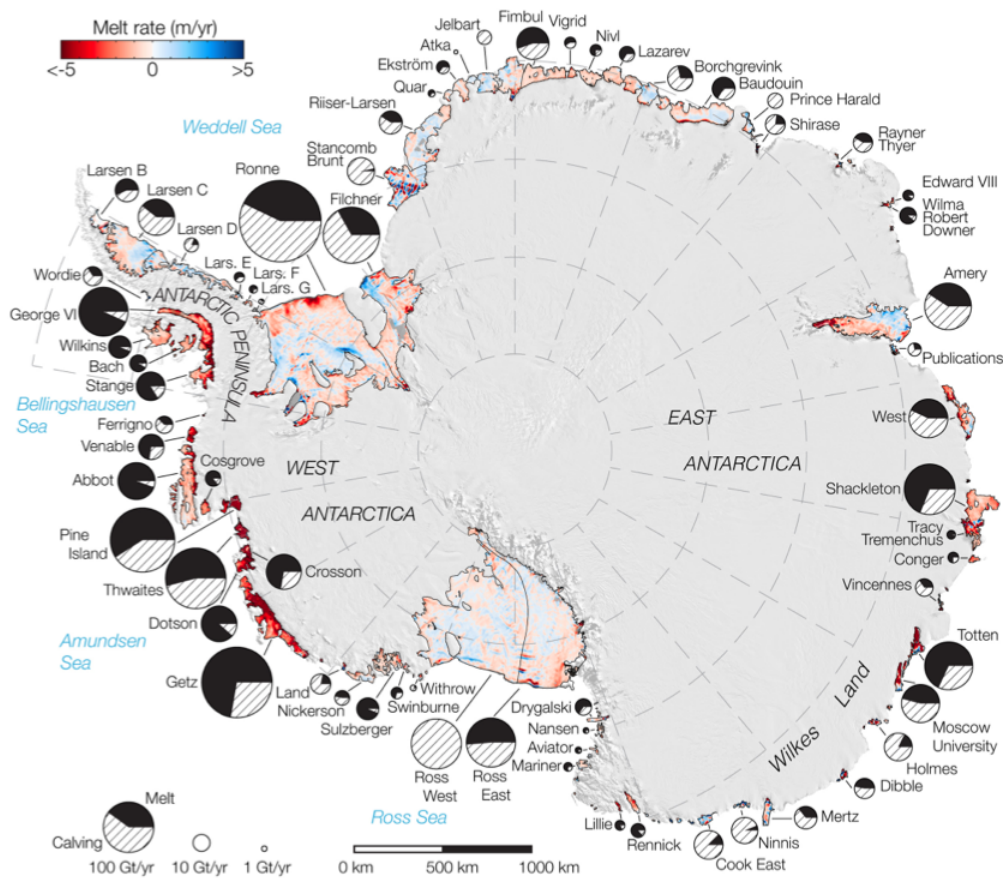 Melt rate (m/yr)
<-5
0
>5
Jelbart
Fimbul
Vigrid
Nivl
Lazarev
Atka
Ekström
Quar
Borchgrevink
Baudouin
Riiser-Larsen
Prince Harald
Shirase
Weddell Sea
Stancomb
Brunt
Rayner
Thyer
Larsen B
Larsen C
Ronne
Filchner
Edward VIII
Wilma
Robert
Downer
Larsen D
Lars. E
Lars. F
Lars. G
Wordie
George VI
Wilkins
Bach
Stange
ANTARCTIC PENINSULA
Amery
Publications
Bellingshausen
Sea
Ferrigno
Venable
Abbot
Cosgrove
WEST
ANTARCTICA
EAST
ANTARCTICA
West
Shackleton
Tracy
Tremenchus
Conger
Pine
Island
Thwaites
Crosson
Vincennes
Dotson
Amundsen
Sea
Getz
Totten
Moscow
University
Holmes
Dibble
Wilkes Land
Land
Nickerson
Sulzberger
Swinburne
Withrow
Ross
West
Ross
East
Drygalski
Nansen
Aviator
Mariner
Ross Sea
Lillie
Rennick
Cook East
Ninnis
Mertz
Melt
Calving
100 Gt/yr
10 Gt/yr
1 Gt/yr
0 km
500 km
1000 km